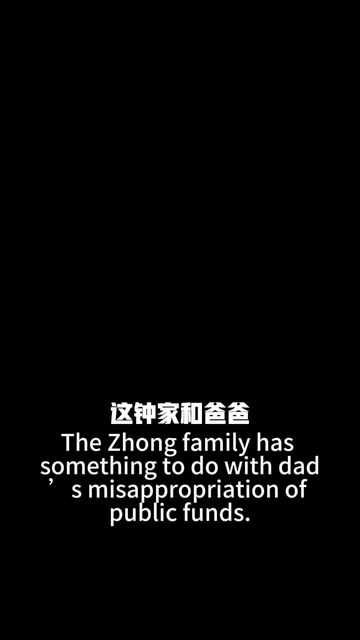 这钟家和爸爸
The Zhong family has
something to do with dad
’s misappropriation of
public funds.